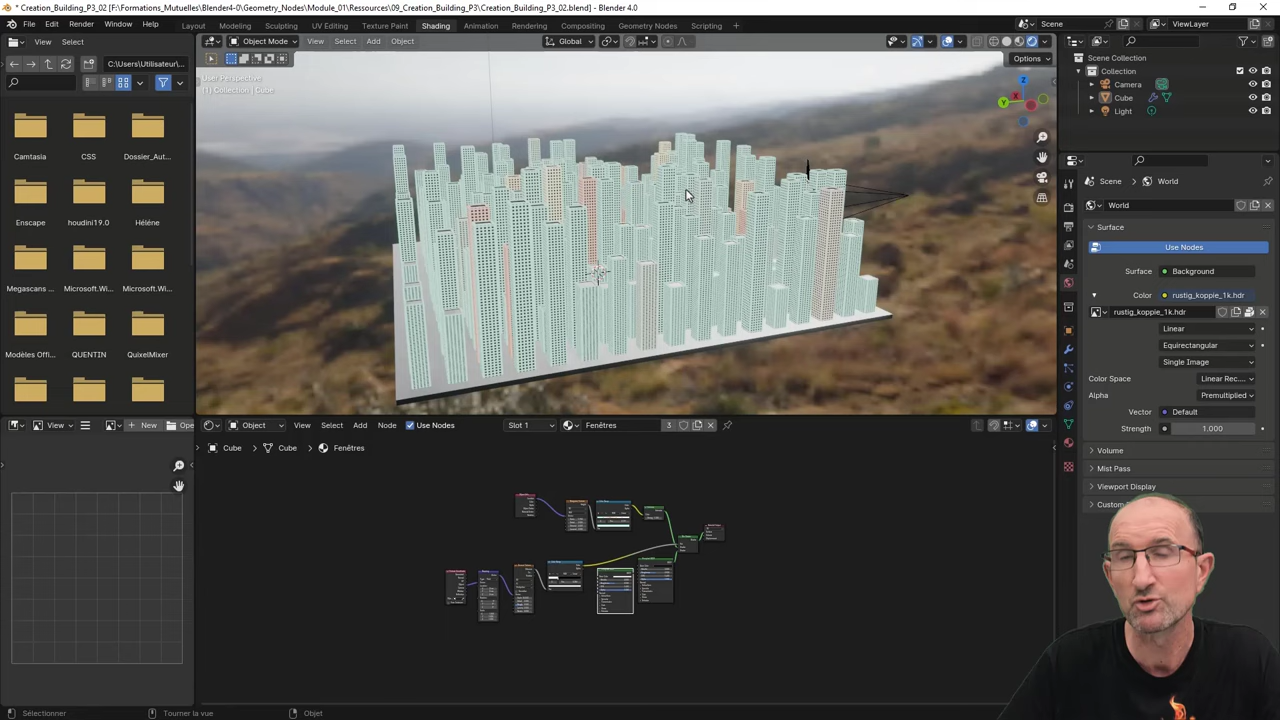 Creation_Building_P3_02 [F:\Formations_Mutuelles\Blender4-0\Geometry_Nodes\Module_01\Ressources\09_Creation_Building_P3\Creation_Building_P3_02.blend] - Blender 4.0
File Edit Render Window Help Layout Modeling Sculpting UV Editing Texture Paint Shading Animation Rendering Compositing Geometry Nodes Scripting Scene ViewLayer
View Select C:\Users\Utilisateur\...
Object Mode View Select Add Object Global
Options
User Perspective
(1) Collection | Cube
Scene Collection
Collection
Camera
Cube
Light
Camtasia CSS Dossier_Aut...
Enscape houdini19.0 Hélène
Megascans ... Microsoft.Wi... Microsoft.Wi...
Modèles Offi... QUENTIN QuixelMixer
Scene World
World
Surface
Use Nodes
Surface Background
Color rustig_koppie_1k.hdr
rustig_koppie_1k.hdr
Linear
Equirectangular
Single Image
Color Space Linear Rec....
Alpha Premultiplied
Vector Default
Strength 1.000
Volume
Mist Pass
Viewport Display
View New Ope
Object View Select Add Node Use Nodes Slot 1 Fenêtres 3
Cube Cube Fenêtres
Sélectionner Tourner la vue Objet